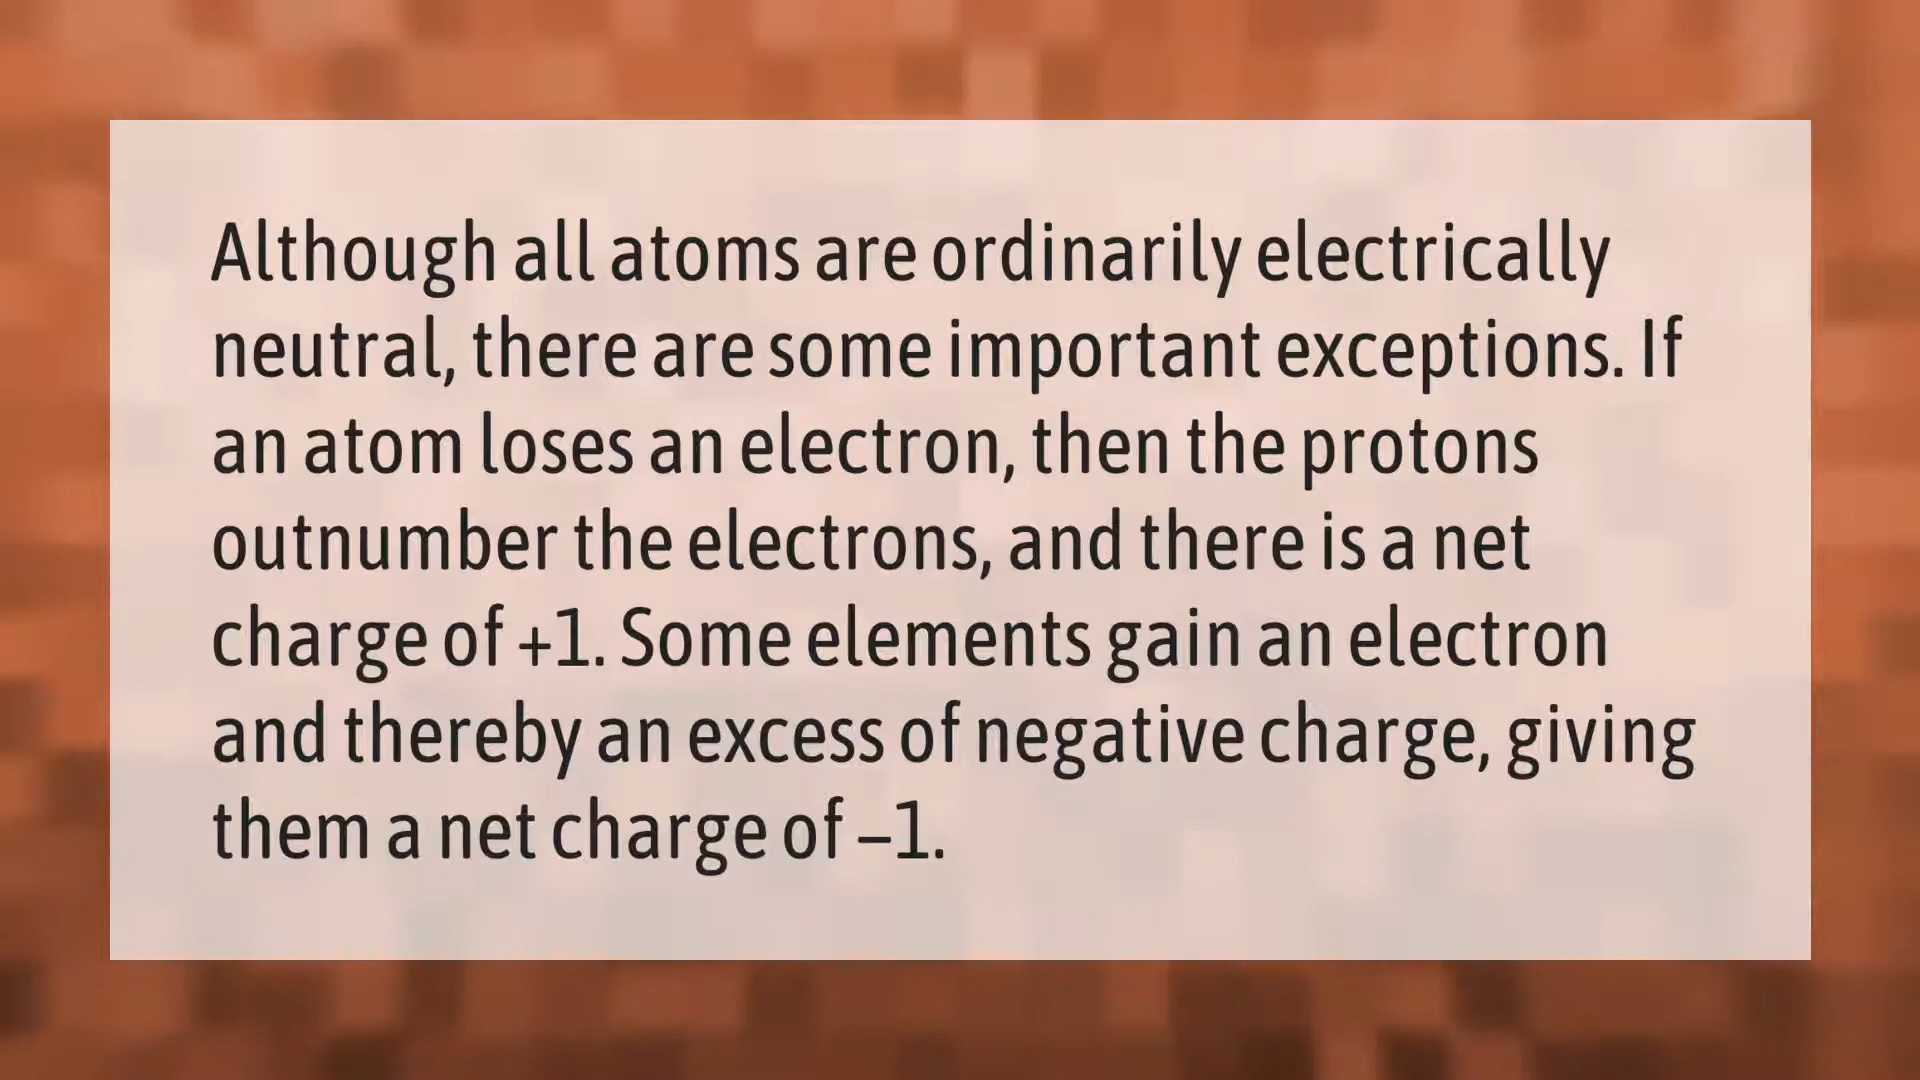 Although all atoms are ordinarily electrically
neutral, there are some important exceptions. If
an atom loses an electron, then the protons
outnumber the electrons, and there is a net
charge of +1. Some elements gain an electron
and thereby an excess of negative charge, giving
them a net charge of –1.